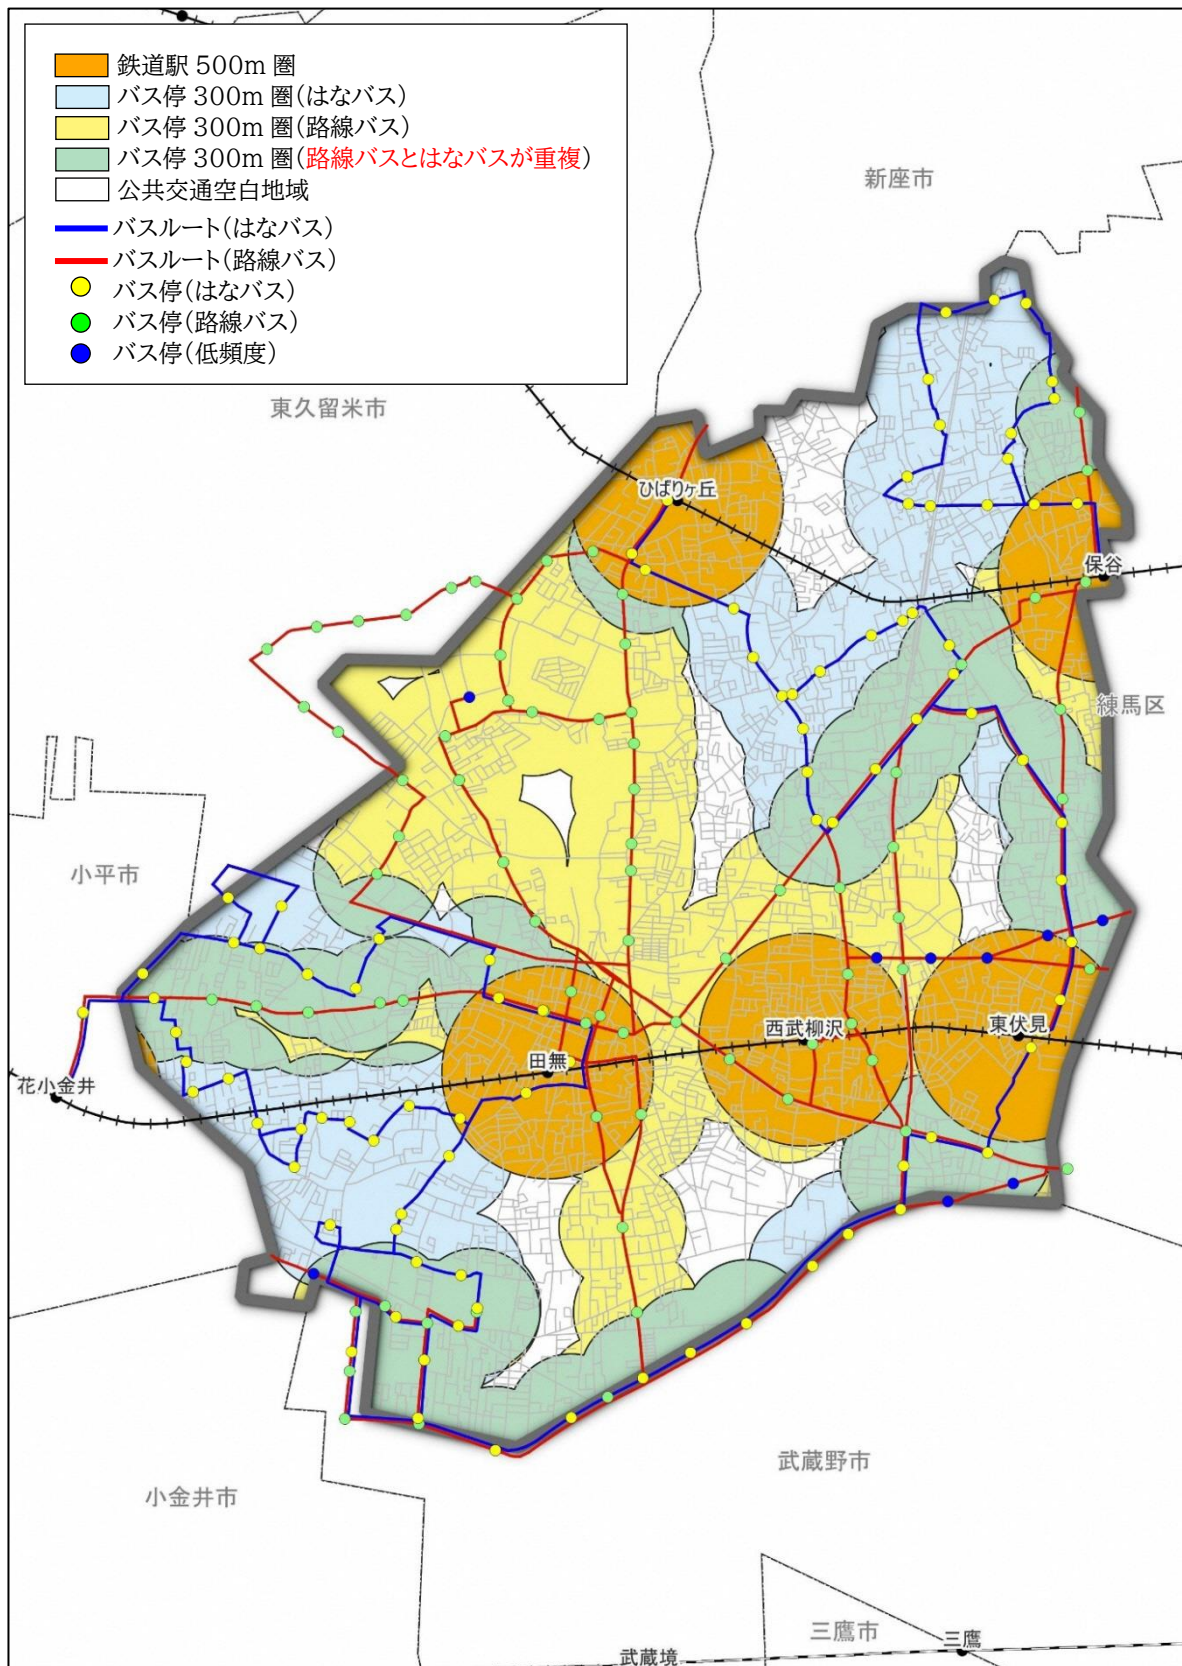 鉄道駅 500m 圏
バス停 300m 圏(はなバス)
バス停 300m 圏(路線バス)
バス停 300m 圏(路線バスとはなバスが重複)
公共交通空白地域
バスルート(はなバス)
バスルート(路線バス)
バス停(はなバス)
バス停(路線バス)
バス停(低頻度)
新座市
東久留米市
ひばりヶ丘
保谷
練馬区
小平市
西武柳沢
東伏見
田無
花小金井
武蔵野市
小金井市
三鷹市
三鷹
武蔵境